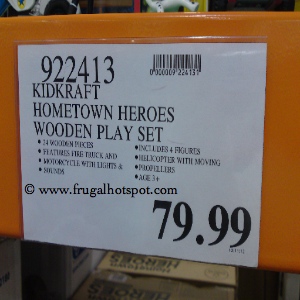 922413
0000009224131
KIDKRAFT
HOMETOWN HEROES
WOODEN PLAY SET
• 24 WOODEN PIECES
• FEATURES FIRE TRUCK AND
MOTORCYCLE WITH LIGHTS &
SOUNDS
• INCLUDES 4 FIGURES
• HELICOPTER WITH MOVING
PROPELLERS
• AGE 3+
© www.frugalhotspot.com
79.99